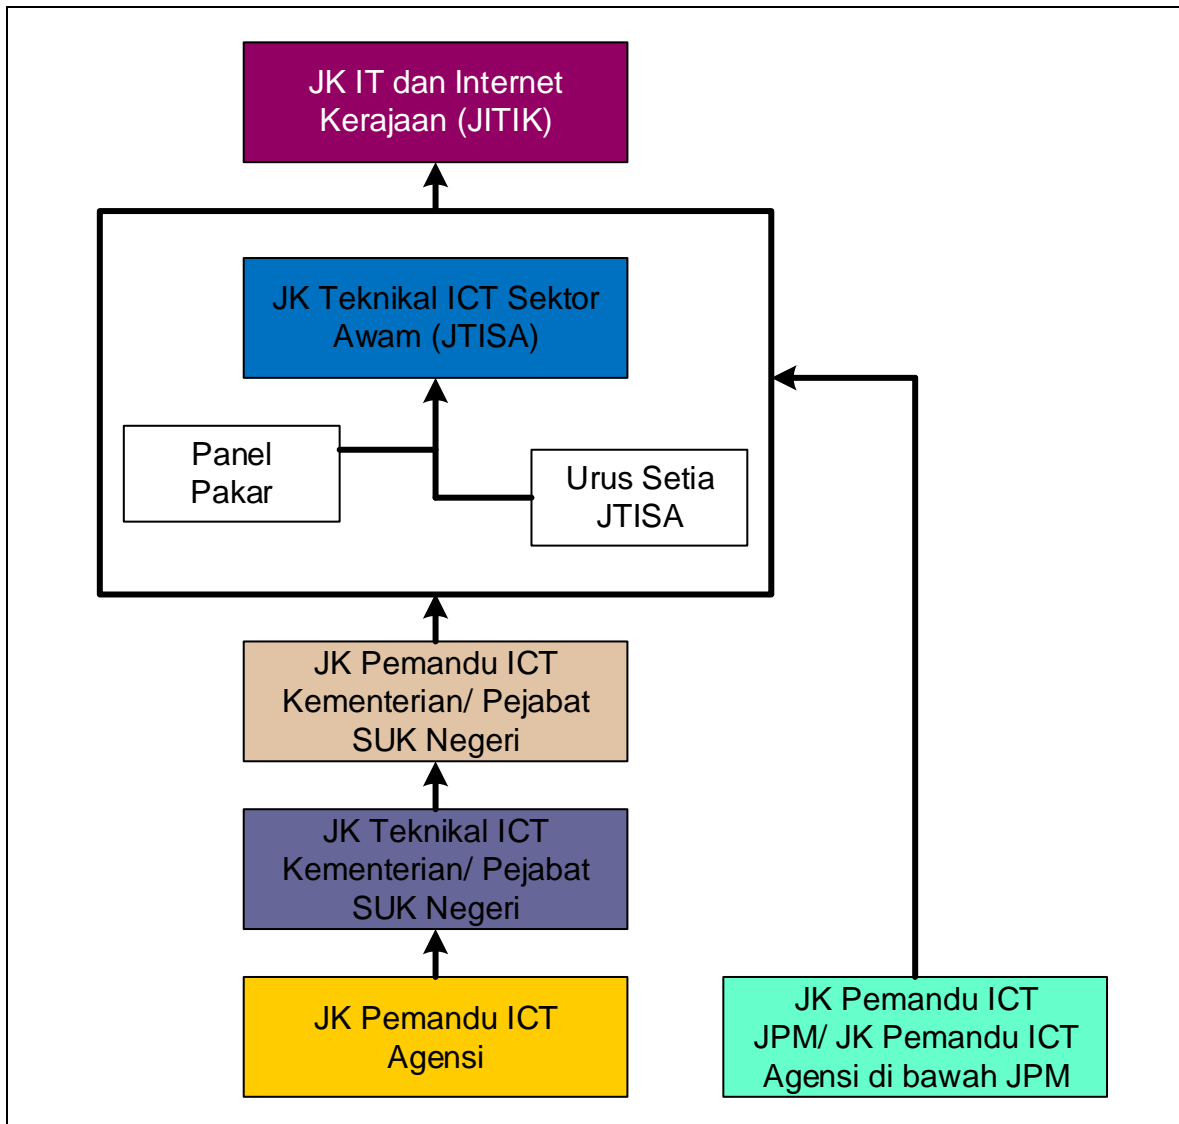 JK IT dan Internet
Kerajaan (JITIK)
JK Teknikal ICT Sektor
Awam (JTISA)
Panel
Pakar
Urus Setia
JTISA
JK Pemandu ICT
Kementerian/ Pejabat
SUK Negeri
JK Teknikal ICT
Kementerian/ Pejabat
SUK Negeri
JK Pemandu ICT
Agensi
JK Pemandu ICT
JPM/ JK Pemandu ICT
Agensi di bawah JPM